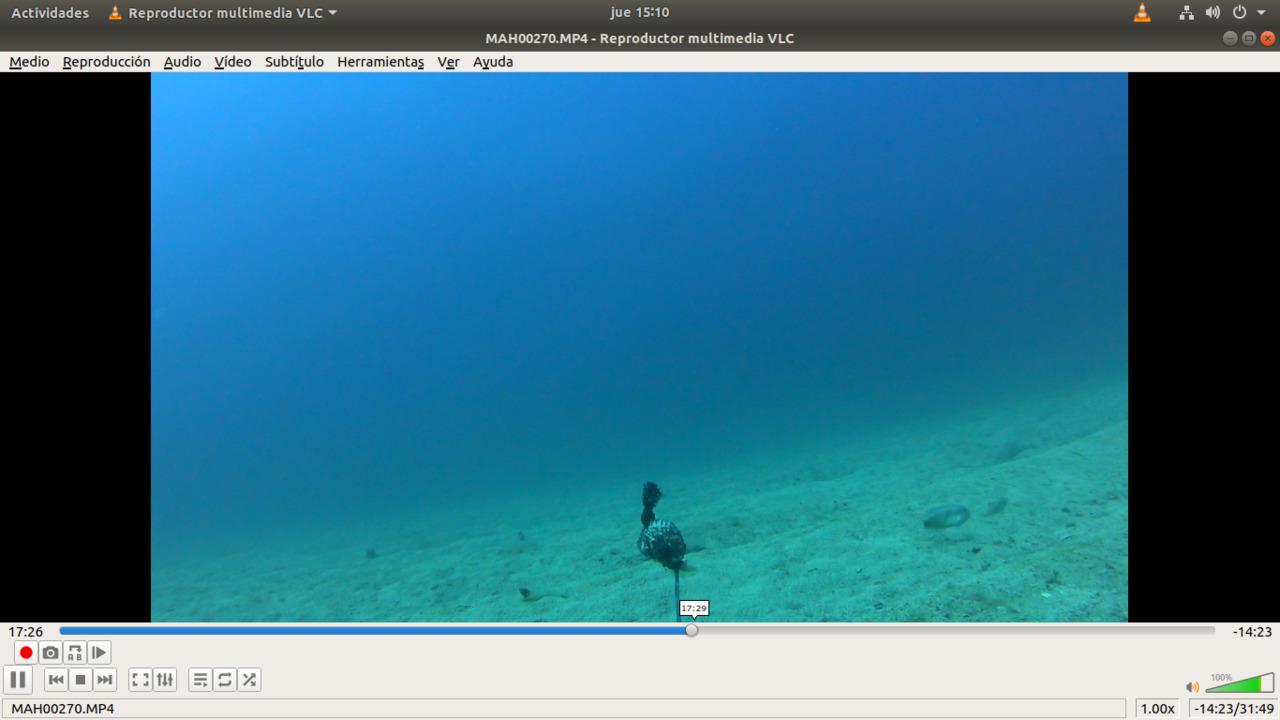 Actividades Reproductor multimedia VLC jue 15:10
MAH00270.MP4 - Reproductor multimedia VLC
Medio Reproducción Audio Vídeo Subtítulo Herramientas Ver Ayuda
17:29
17:26 -14:23
A B
100%
MAH00270.MP4 1.00x -14:23/31:49